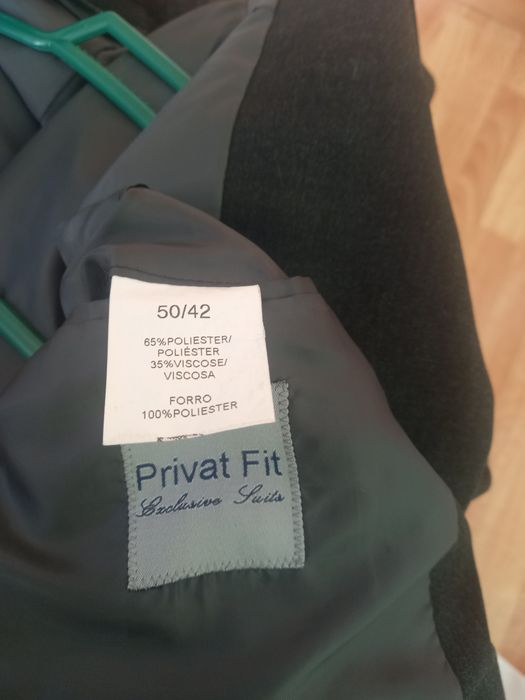 50/42
65%POLIESTER/
POLIÉSTER
35%VISCOSE/
VISCOSA
FORRO
100%POLIESTER
Privat Fit
Exclusive Suits